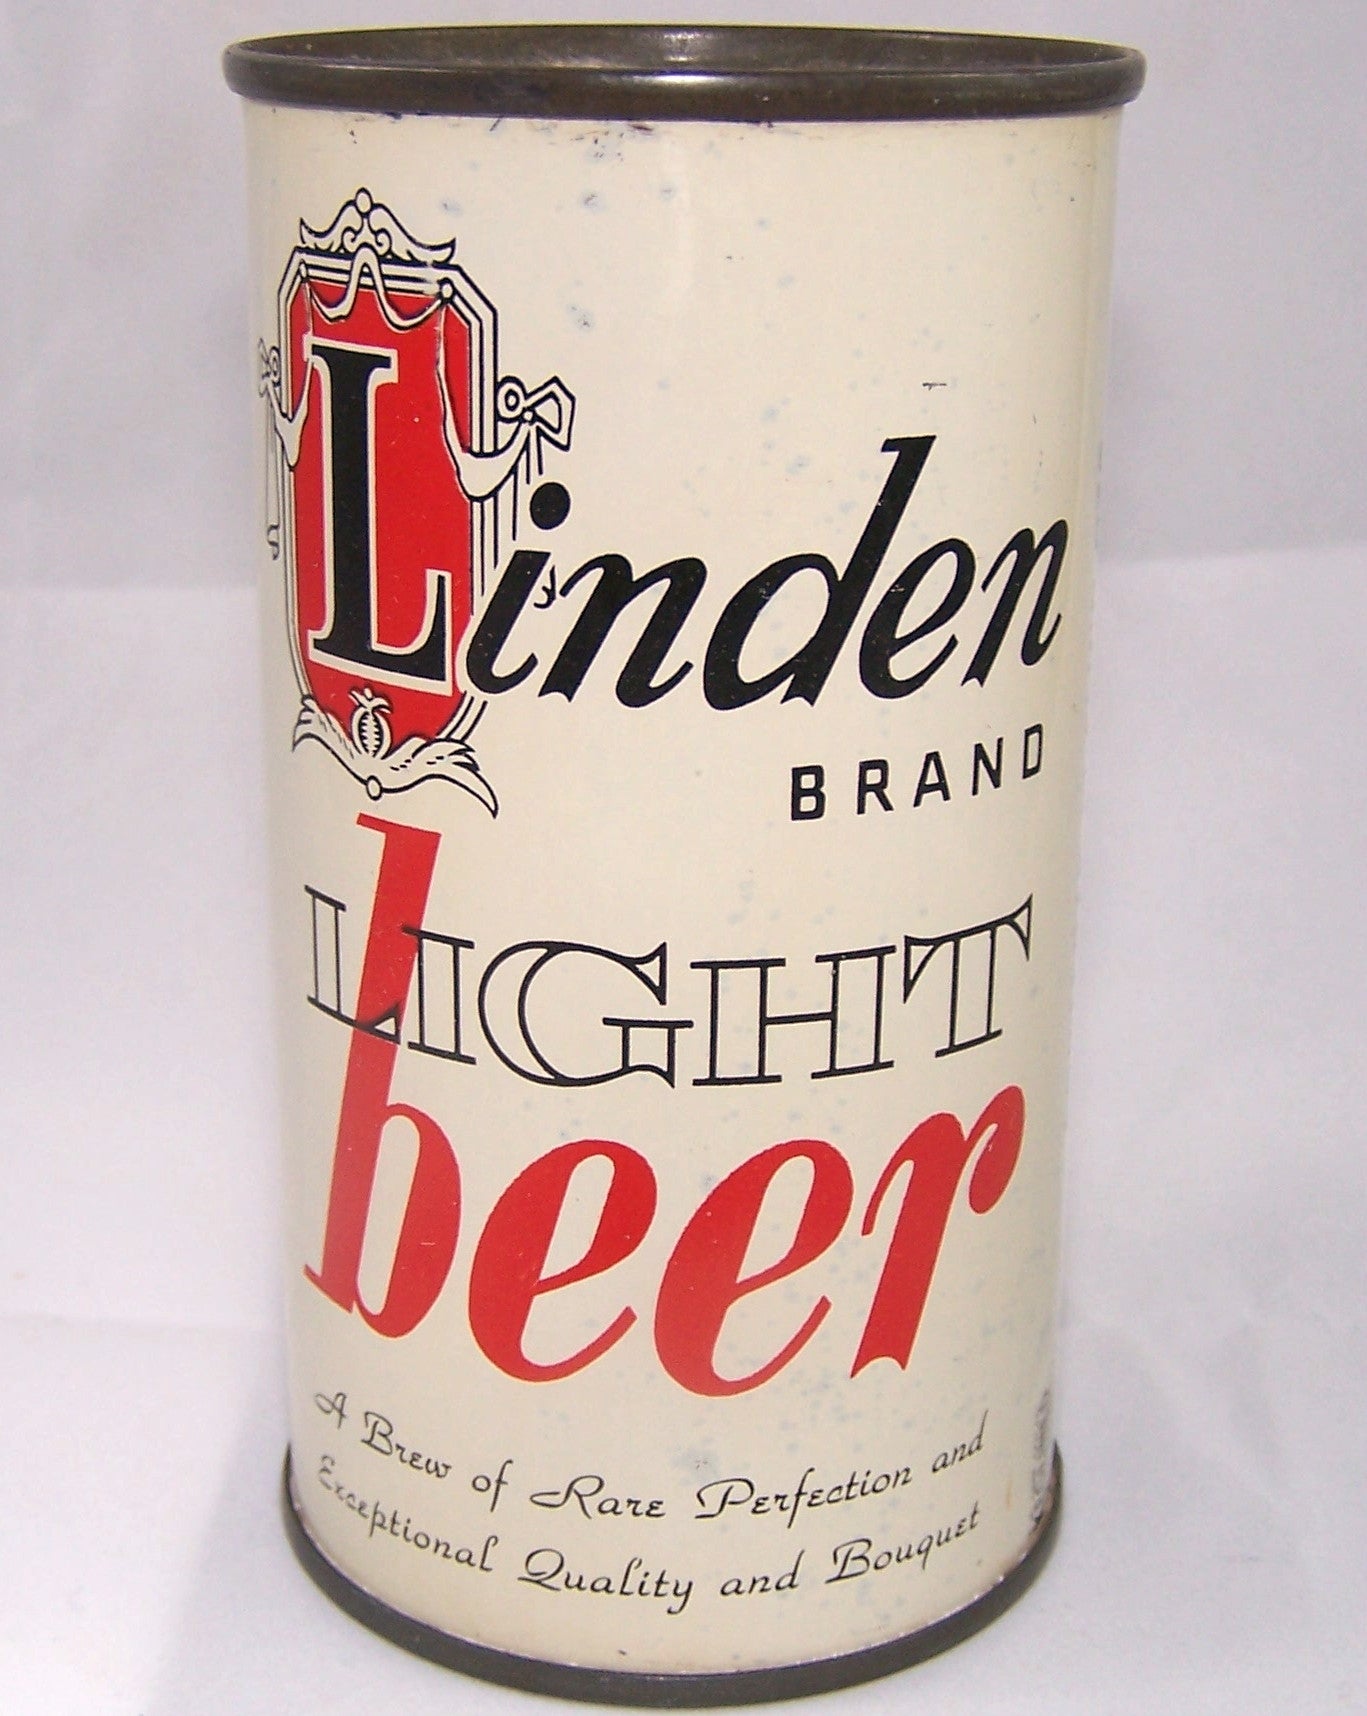 Linden
BRAND
LIGHT
beer
A Brew of Rare Perfection and
Exceptional Quality and Bouquet